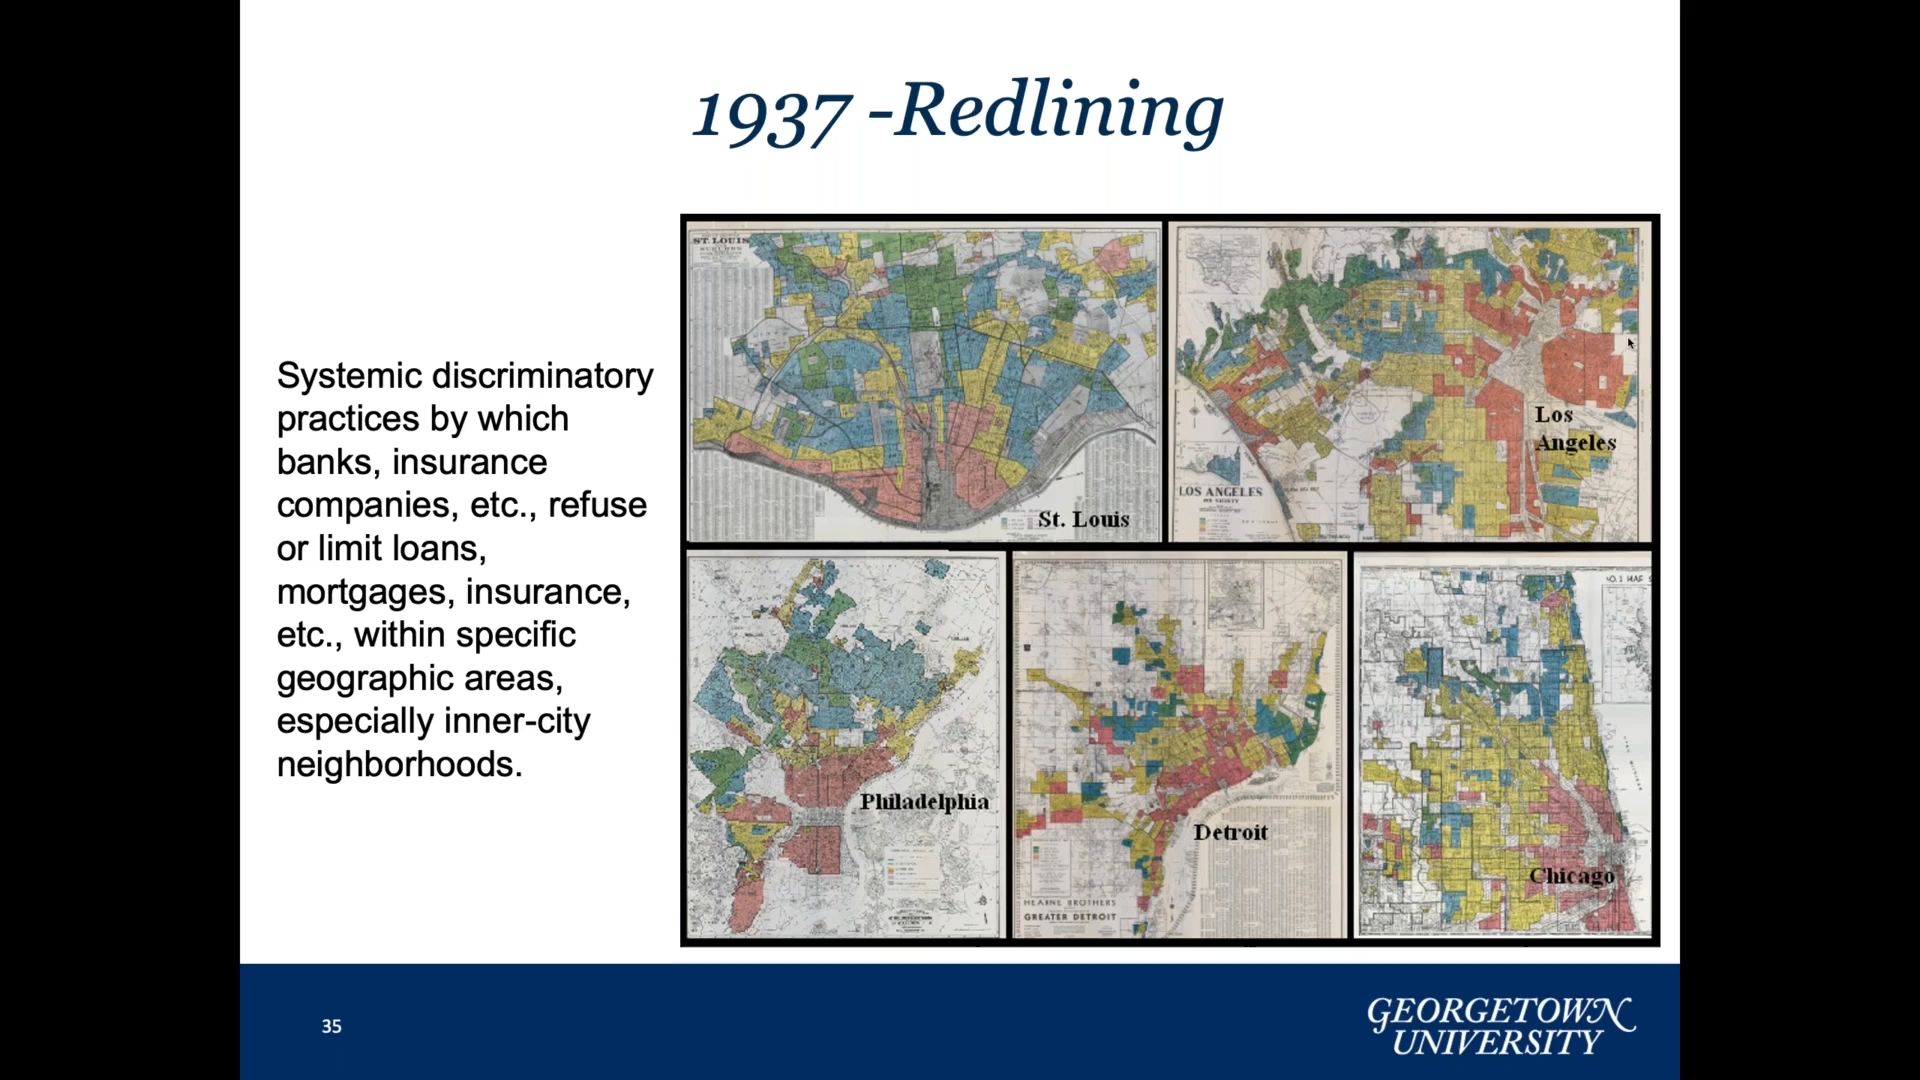 1937 -Redlining
Systemic discriminatory
practices by which
banks, insurance
companies, etc., refuse
or limit loans,
mortgages, insurance,
etc., within specific
geographic areas,
especially inner-city
neighborhoods.
ST. LOUIS
St. Louis
Los
Angeles
LOS ANGELES
Philadelphia
Detroit
HEARNE BROTHERS
GREATER DETROIT
Chicago
35
GEORGETOWN
UNIVERSITY